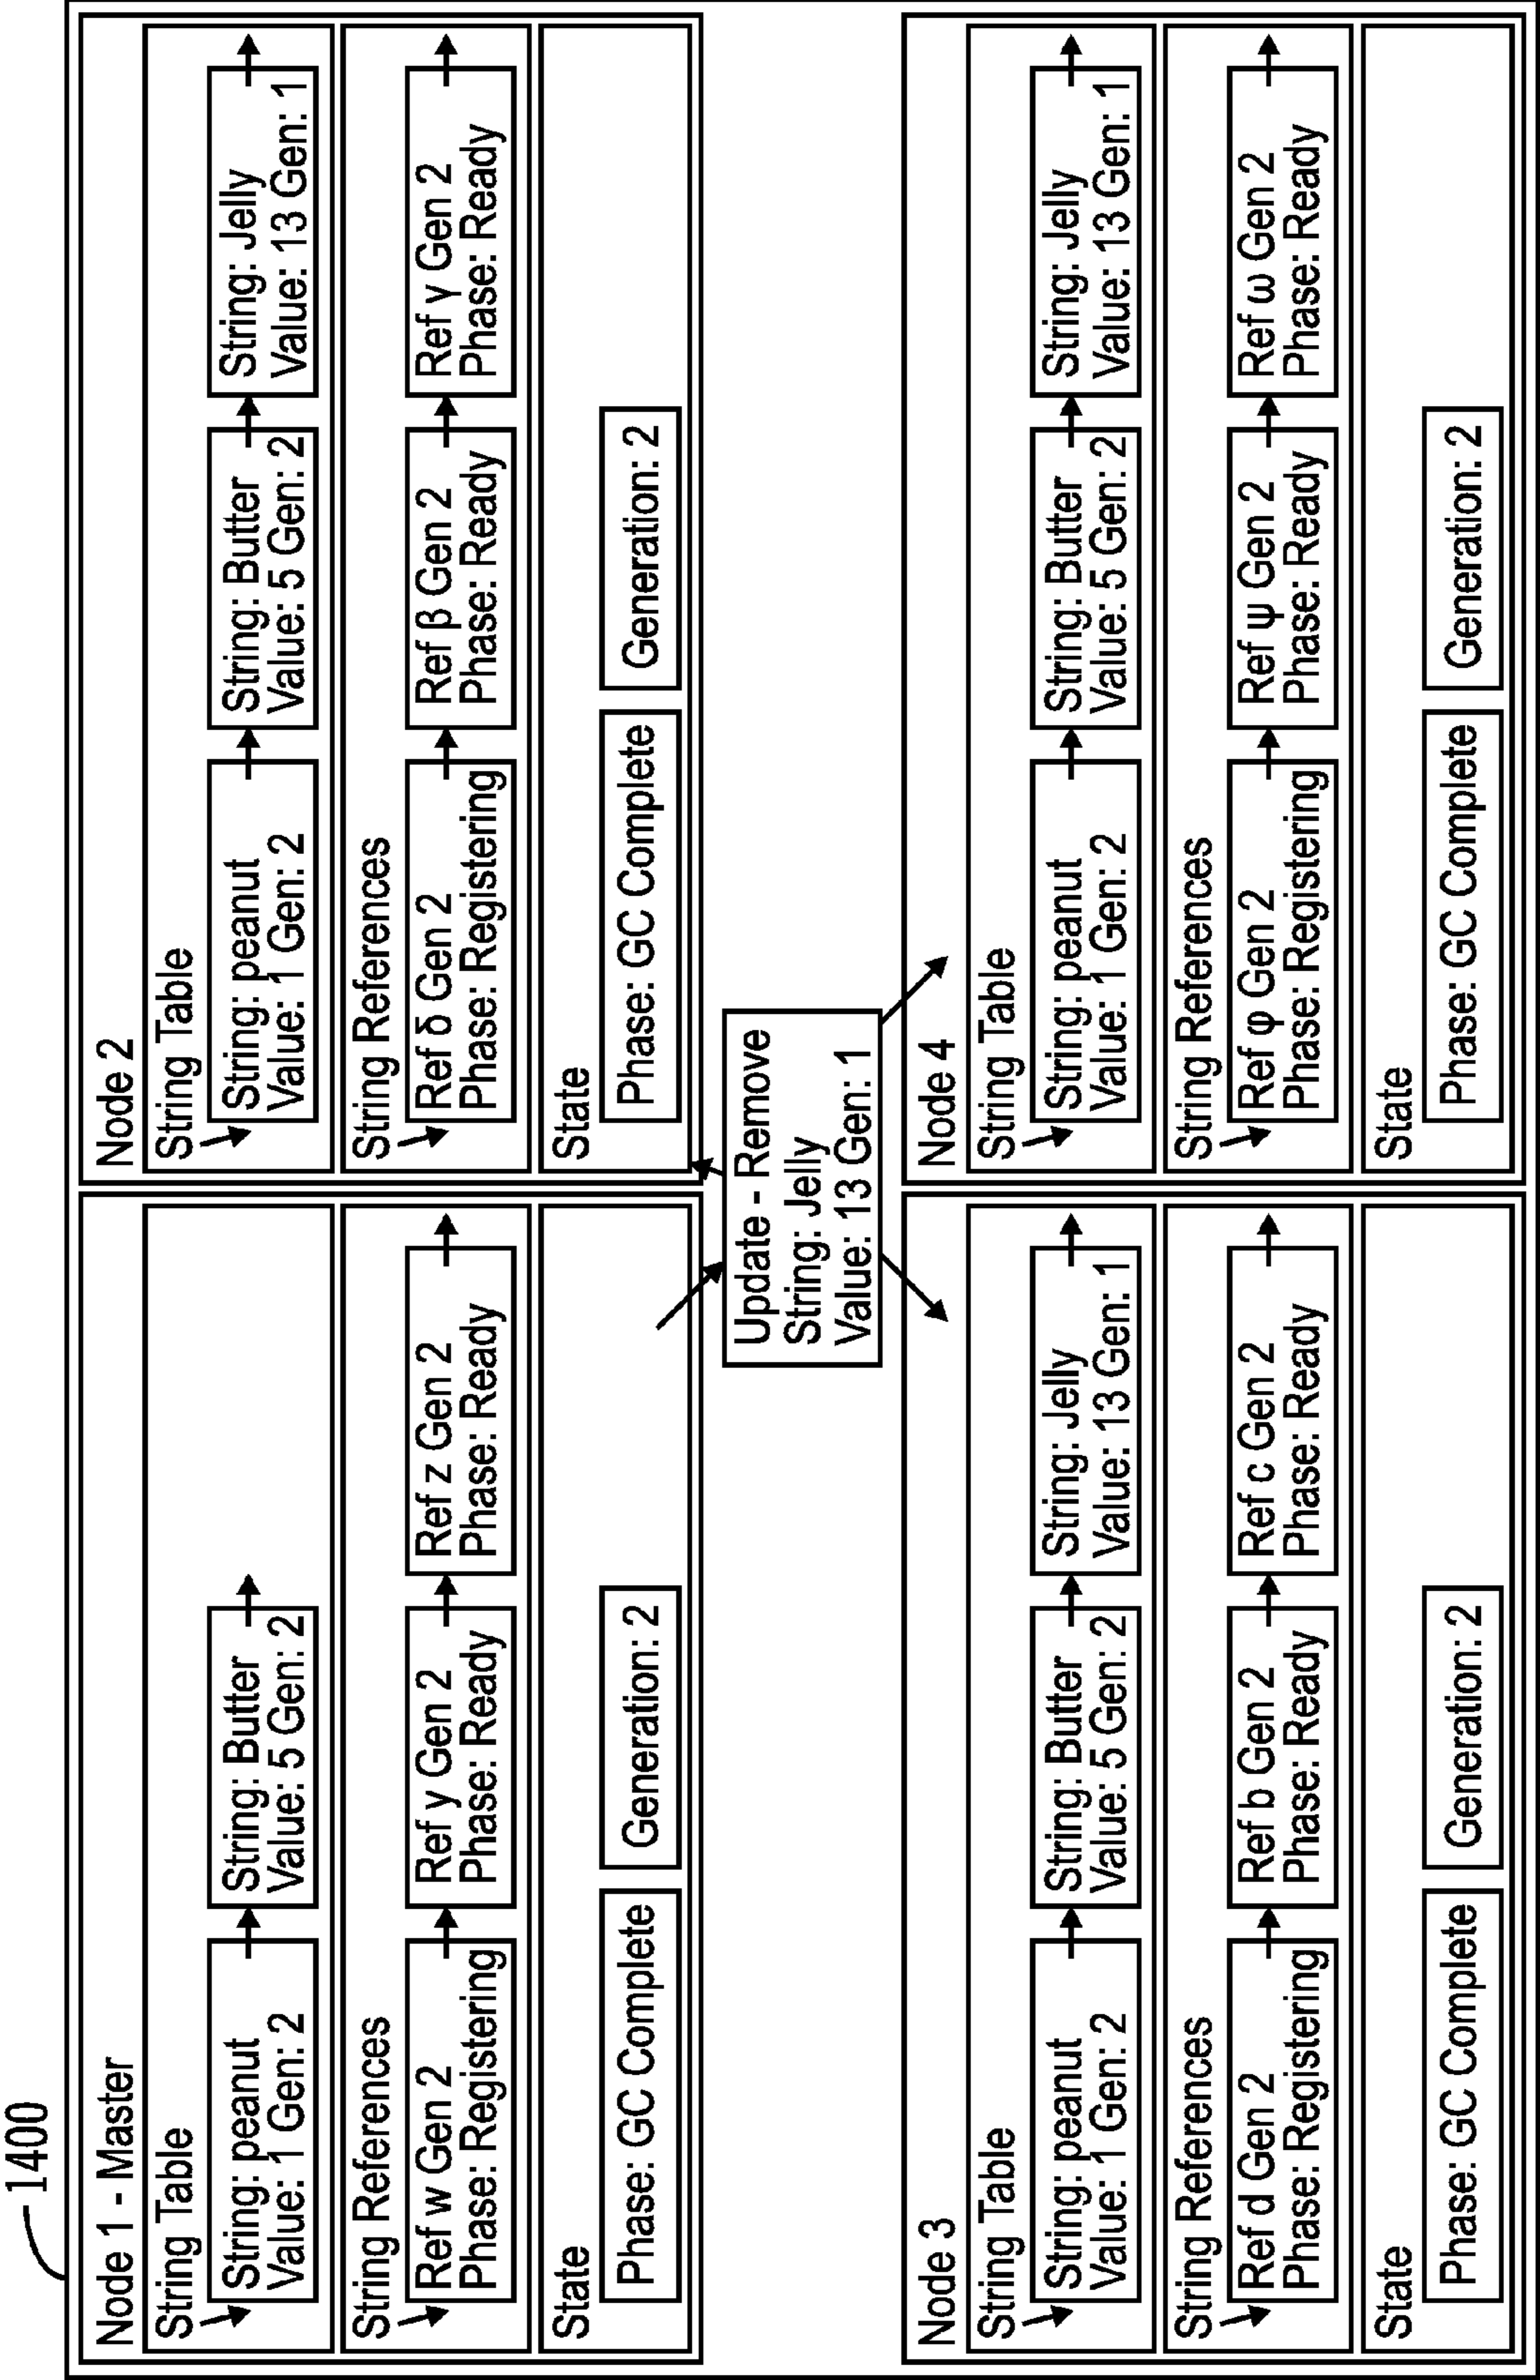 1400
Node 1 - Master
String Table
String: peanut
Value: 1 Gen: 2
String: Butter
Value: 5 Gen: 2
String References
Ref w Gen 2
Phase: Registering
Ref y Gen 2
Phase: Ready
Ref z Gen 2
Phase: Ready
State
Phase: GC Complete
Generation: 2
Node 2
String Table
String: peanut
Value: 1 Gen: 2
String: Butter
Value: 5 Gen: 2
String: Jelly
Value: 13 Gen: 1
String References
Ref δ Gen 2
Phase: Registering
Ref β Gen 2
Phase: Ready
Ref γ Gen 2
Phase: Ready
State
Phase: GC Complete
Generation: 2
Update - Remove
String: Jelly
Value: 13 Gen: 1
Node 3
String Table
String: peanut
Value: 1 Gen: 2
String: Butter
Value: 5 Gen: 2
String: Jelly
Value: 13 Gen: 1
String References
Ref d Gen 2
Phase: Registering
Ref b Gen 2
Phase: Ready
Ref c Gen 2
Phase: Ready
State
Phase: GC Complete
Generation: 2
Node 4
String Table
String: peanut
Value: 1 Gen: 2
String: Butter
Value: 5 Gen: 2
String: Jelly
Value: 13 Gen: 1
String References
Ref φ Gen 2
Phase: Registering
Ref ψ Gen 2
Phase: Ready
Ref ω Gen 2
Phase: Ready
State
Phase: GC Complete
Generation: 2